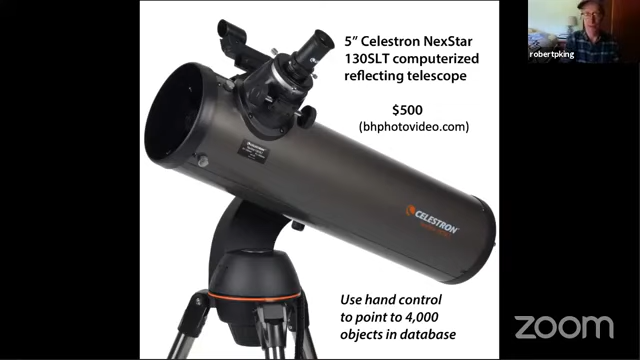 5" Celestron NexStar
130SLT computerized
reflecting telescope
$500
(bhphotovideo.com)
robertpking
CELESTRON
Use hand control
to point to 4,000
objects in database
zoom